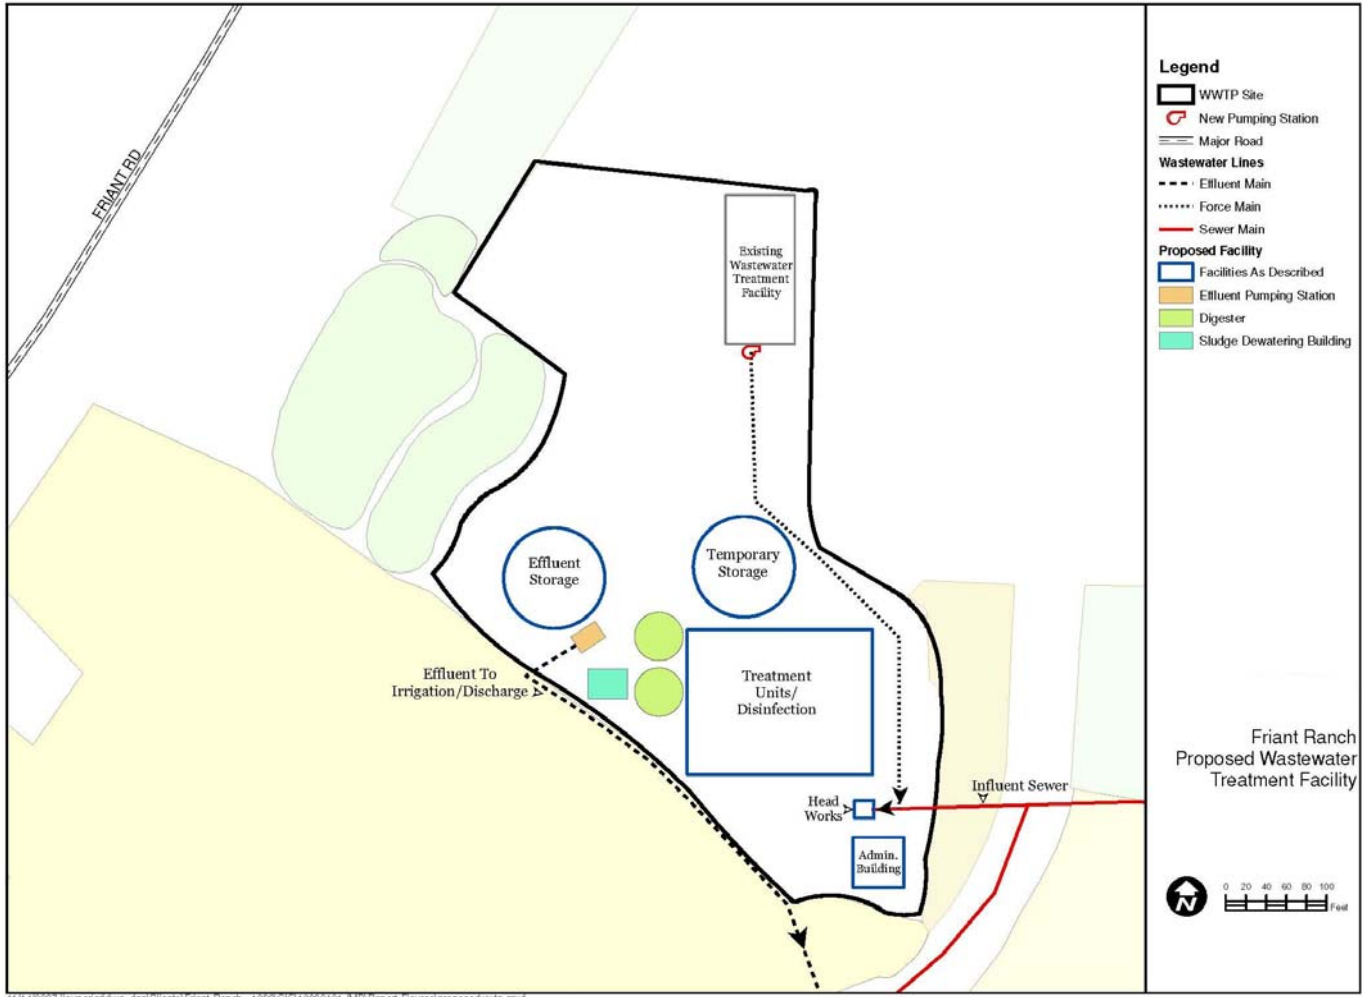 FRIANT RD
Existing
Wastewater
Treatment
Facility
Effluent
Storage
Temporary
Storage
Effluent To
Irrigation/Discharge
Treatment
Units/
Disinfection
Head
Works
Influent Sewer
Admin.
Building
Legend
WWTP Site
New Pumping Station
Major Road
Wastewater Lines
Effluent Main
Force Main
Sewer Main
Proposed Facility
Facilities As Described
Effluent Pumping Station
Digester
Sludge Dewatering Building
Friant Ranch
Proposed Wastewater
Treatment Facility
N
0 20 40 60 80 100
Feet